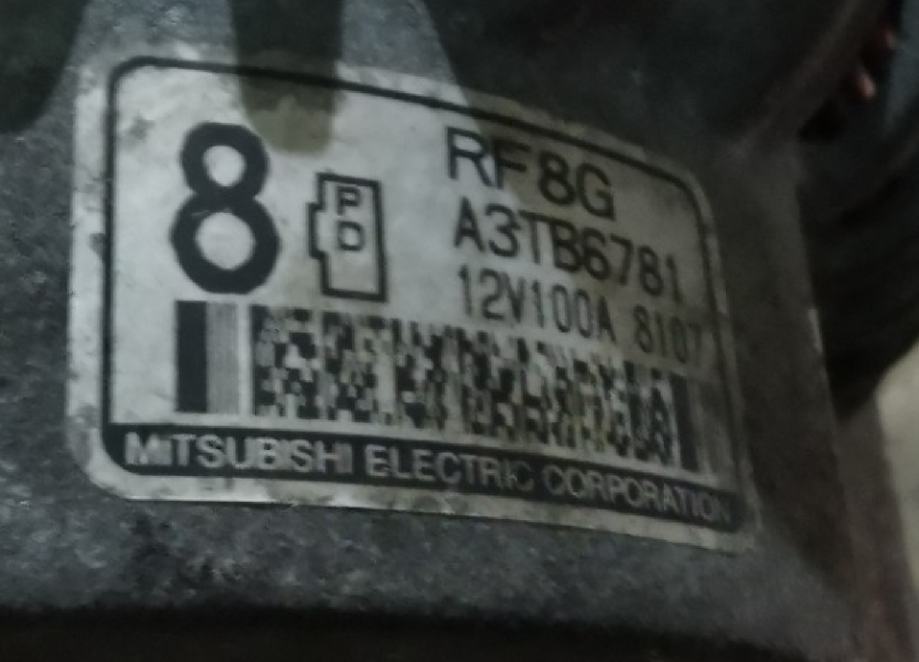 8
P
D
RF8G
A3TB6781
12V100A 8107
MITSUBISHI ELECTRIC CORPORATION